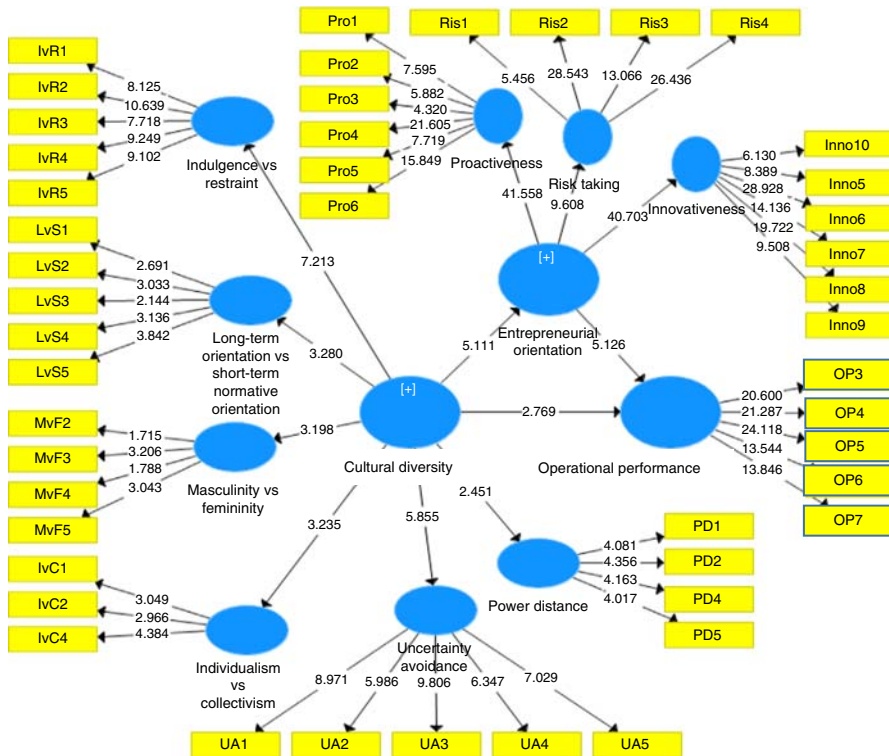 Pro1
Ris1
Ris2
Ris3
Ris4
IvR1
IvR2
IvR3
IvR4
IvR5
8.125
10.639
7.718
9.249
9.102
Indulgence vs
restraint
Pro2
Pro3
Pro4
Pro5
Pro6
7.595
5.882
4.320
21.605
7.719
15.849
Proactiveness
5.456
28.543
13.066
26.436
Risk taking
Innovativeness
6.130
8.389
28.928
14.136
19.722
9.508
Inno10
Inno5
Inno6
Inno7
Inno8
Inno9
41.558
9.608
40.703
LvS1
LvS2
LvS3
LvS4
LvS5
2.691
3.033
2.144
3.136
3.842
Long-term
orientation vs
short-term
normative
orientation
7.213
3.280
[+]
Entrepreneurial
orientation
5.111
5.126
[+]
Cultural diversity
2.769
Operational performance
20.600
21.287
24.118
13.544
13.846
OP3
OP4
OP5
OP6
OP7
MvF2
MvF3
MvF4
MvF5
1.715
3.206
1.788
3.043
Masculinity vs
femininity
3.198
3.235
5.855
2.451
IvC1
IvC2
IvC4
3.049
2.966
4.384
Individualism
vs
collectivism
Power distance
4.081
4.356
4.163
4.017
PD1
PD2
PD4
PD5
Uncertainty
avoidance
8.971
5.986
9.806
6.347
7.029
UA1
UA2
UA3
UA4
UA5